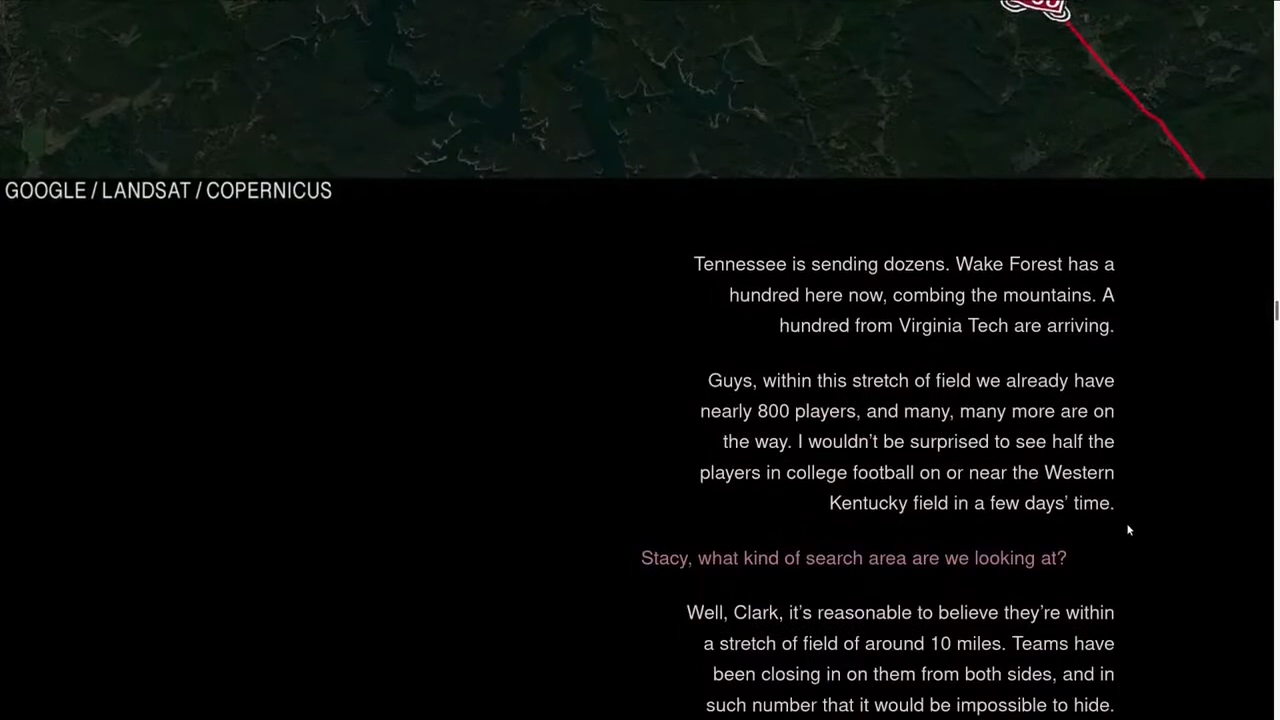 GOOGLE / LANDSAT / COPERNICUS
Tennessee is sending dozens. Wake Forest has a
hundred here now, combing the mountains. A
hundred from Virginia Tech are arriving.
Guys, within this stretch of field we already have
nearly 800 players, and many, many more are on
the way. I wouldn’t be surprised to see half the
players in college football on or near the Western
Kentucky field in a few days’ time.
Stacy, what kind of search area are we looking at?
Well, Clark, it’s reasonable to believe they’re within
a stretch of field of around 10 miles. Teams have
been closing in on them from both sides, and in
such number that it would be impossible to hide.